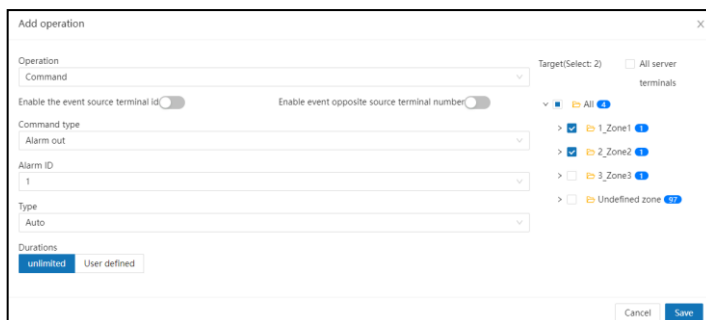 Add operation
Operation
Command
Enable the event source terminal id
Enable event opposite source terminal number
Command type
Alarm out
Alarm ID
1
Type
Auto
Durations
unlimited User defined
Target(Select: 2) All server
terminals
All 4
1_Zone1 1
2_Zone2 1
3_Zone3 1
Undefined zone 97
Cancel Save